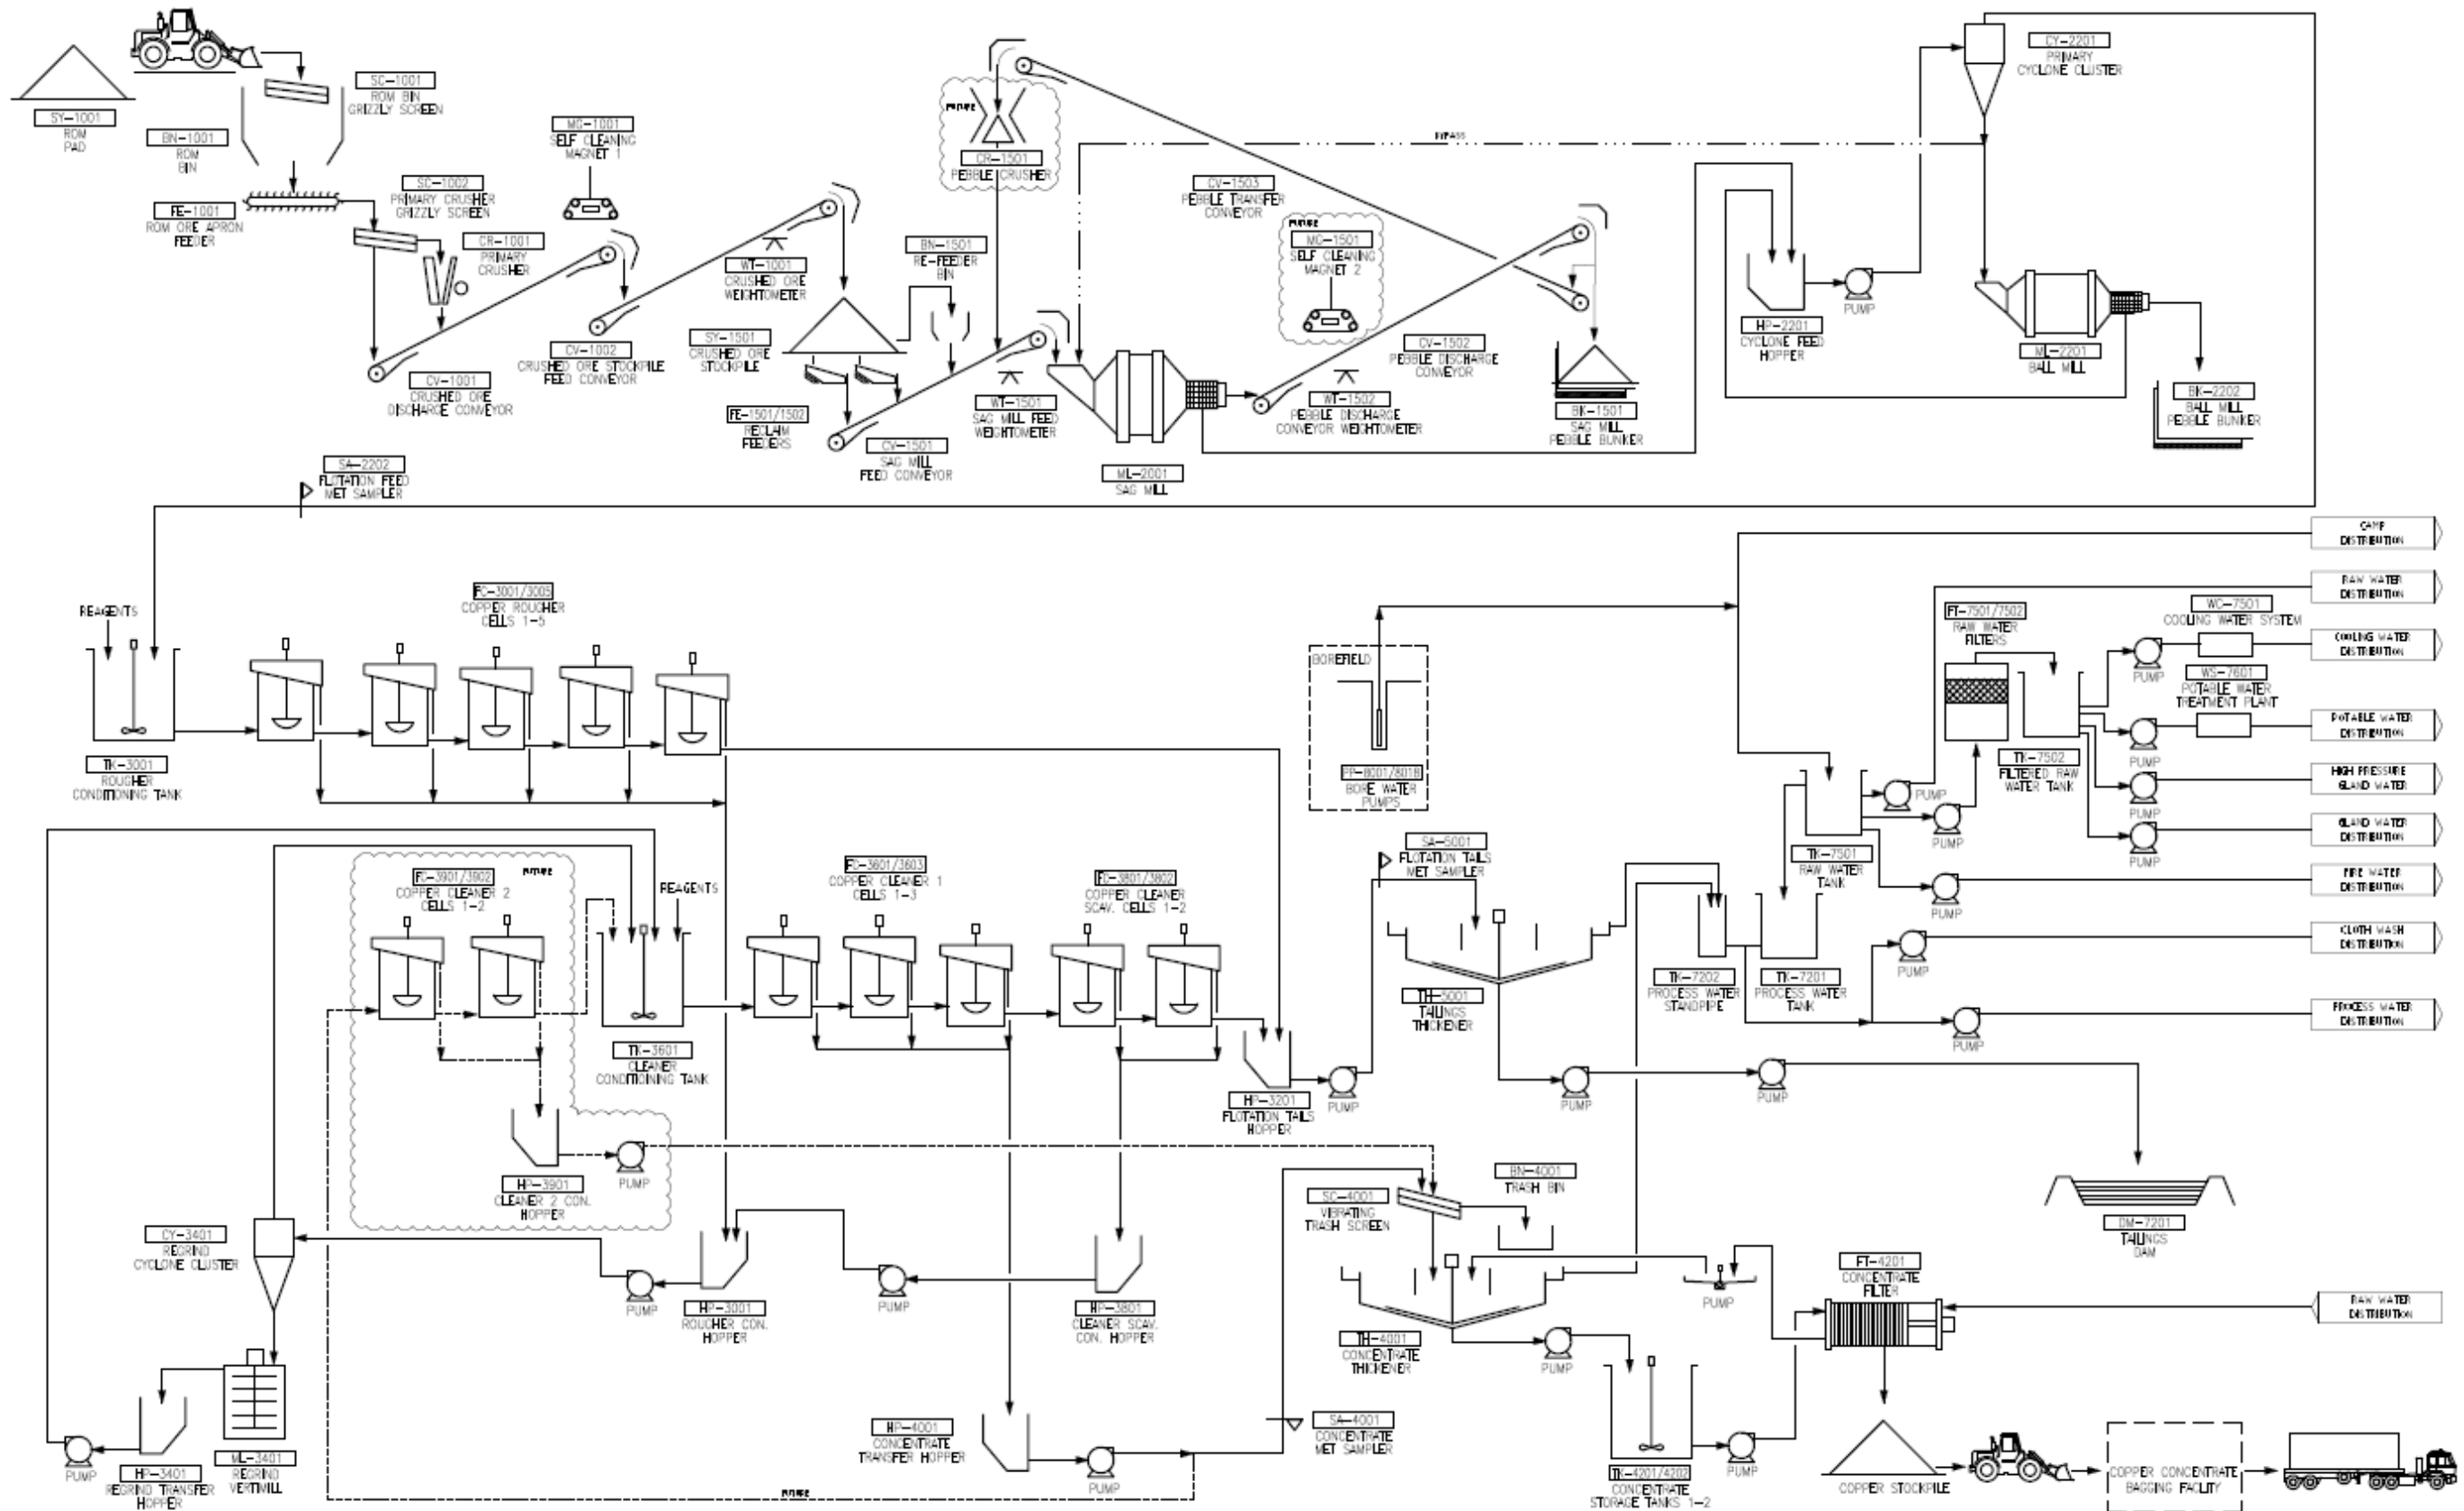 SY-1001
ROM
PAD
SC-1001
ROM BIN
GRIZZLY SCREEN
BN-1001
ROM
BIN
FE-1001
ROM ORE APRON
FEEDER
SC-1002
PRIMARY CRUSHER
GRIZZLY SCREEN
CR-1001
PRIMARY
CRUSHER
MG-1001
SELF CLEANING
MAGNET 1
CV-1001
CRUSHED ORE
DISCHARGE CONVEYOR
CV-1002
CRUSHED ORE STOCKPILE
FEED CONVEYOR
WT-1001
CRUSHED ORE
WEIGHTOMETER
SY-1501
CRUSHED ORE
STOCKPILE
FE-1501/1502
RECLAIM
FEEDERS
BN-1501
RE-FEEDER
BIN
CV-1501
SAG MILL
FEED CONVEYOR
WT-1501
SAG MILL FEED
WEIGHTOMETER
FUTURE
CR-1501
PEBBLE CRUSHER
ML-2001
SAG MILL
CV-1503
PEBBLE TRANSFER
CONVEYOR
FUTURE
MG-1501
SELF CLEANING
MAGNET 2
CV-1502
PEBBLE DISCHARGE
CONVEYOR
WT-1502
PEBBLE DISCHARGE
CONVEYOR WEIGHTOMETER
BK-1501
SAG MILL
PEBBLE BUNKER
BYPASS
CY-2201
PRIMARY
CYCLONE CLUSTER
HP-2201
CYCLONE FEED
HOPPER
PUMP
ML-2201
BALL MILL
BK-2202
BALL MILL
PEBBLE BUNKER
SA-2202
FLOTATION FEED
MET SAMPLER
REAGENTS
TK-3001
ROUGHER
CONDITIONING TANK
FC-3001/3005
COPPER ROUGHER
CELLS 1-5
BOREFIELD
PP-8001/8018
BORE WATER
PUMPS
CAMP
DISTRIBUTION
RAW WATER
DISTRIBUTION
COOLING WATER
DISTRIBUTION
POTABLE WATER
DISTRIBUTION
HIGH PRESSURE
GLAND WATER
GLAND WATER
DISTRIBUTION
FIRE WATER
DISTRIBUTION
CLOTH WASH
DISTRIBUTION
PROCESS WATER
DISTRIBUTION
FT-7501/7502
RAW WATER
FILTERS
WC-7501
COOLING WATER SYSTEM
PUMP
WS-7601
POTABLE WATER
TREATMENT PLANT
PUMP
TK-7502
FILTERED RAW
WATER TANK
PUMP
PUMP
PUMP
PUMP
TK-7501
RAW WATER
TANK
PUMP
PUMP
PUMP
TK-7202
PROCESS WATER
STANDPIPE
TK-7201
PROCESS WATER
TANK
FC-3901/3902
COPPER CLEANER 2
CELLS 1-2
FUTURE
REAGENTS
TK-3601
CLEANER
CONDITIONING TANK
FC-3601/3603
COPPER CLEANER 1
CELLS 1-3
FC-3801/3802
COPPER CLEANER
SCAV. CELLS 1-2
SA-5001
FLOTATION TAILS
MET SAMPLER
TH-5001
TAILINGS
THICKENER
HP-3201
FLOTATION TAILS
HOPPER
PUMP
PUMP
PUMP
DM-7201
TAILINGS
DAM
HP-3901
CLEANER 2 CON.
HOPPER
PUMP
CY-3401
REGRIND
CYCLONE CLUSTER
PUMP
HP-3001
ROUGHER CON.
HOPPER
PUMP
HP-3801
CLEANER SCAV.
CON. HOPPER
SC-4001
VIBRATING
TRASH SCREEN
BN-4001
TRASH BIN
TH-4001
CONCENTRATE
THICKENER
PUMP
PUMP
FT-4201
CONCENTRATE
FILTER
RAW WATER
DISTRIBUTION
PUMP
HP-3401
REGRIND TRANSFER
HOPPER
ML-3401
REGRIND
VERTIMILL
FUTURE
HP-4001
CONCENTRATE
TRANSFER HOPPER
PUMP
SA-4001
CONCENTRATE
MET SAMPLER
TK-4201/4202
CONCENTRATE
STORAGE TANKS 1-2
PUMP
COPPER STOCKPILE
COPPER CONCENTRATE
BAGGING FACILITY